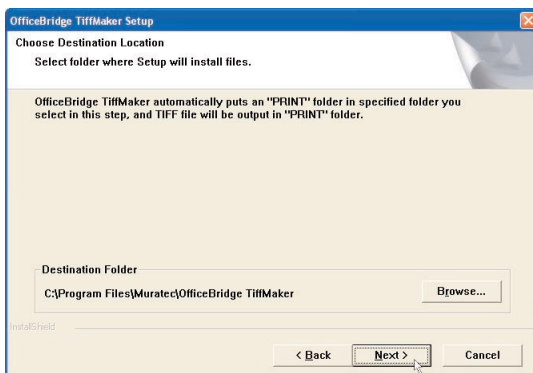 OfficeBridge TiffMaker Setup
Choose Destination Location
Select folder where Setup will install files.
OfficeBridge TiffMaker automatically puts an "PRINT" folder in specified folder you
select in this step, and TIFF file will be output in "PRINT" folder.
Destination Folder
C:\Program Files\Muratec\OfficeBridge TiffMaker
Browse...
InstallShield
< Back
Next >
Cancel